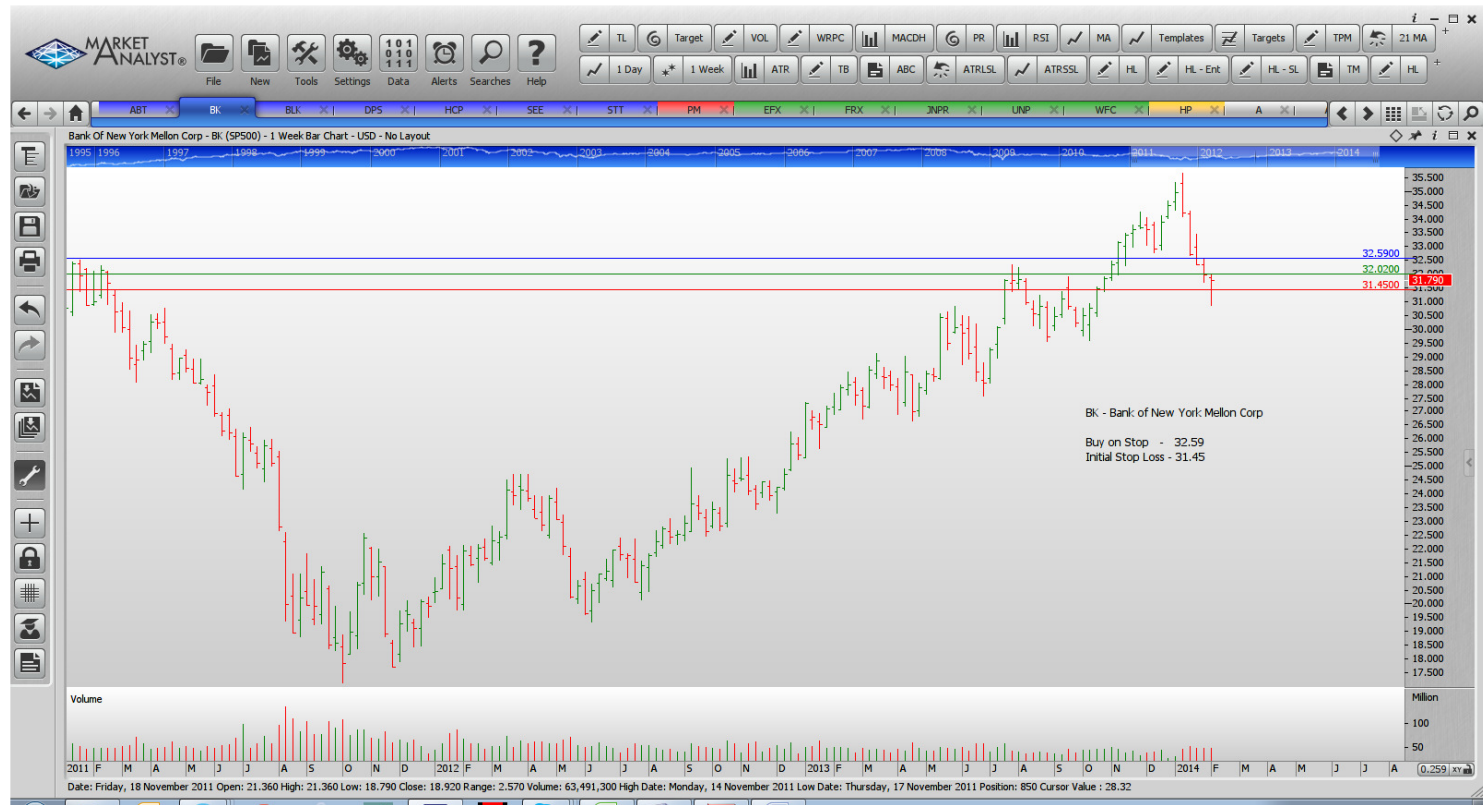 MARKET
ANALYST®
File New Tools Settings Data Alerts Searches Help
TL Target VOL WRPC MACDH PR RSI MA Templates Targets TPM 21 MA
1 Day 1 Week ATR TB ABC ATRLSL ATRSSL HL HL - Ent HL - SL TM HL
ABT BK BLK DPS HCP SEE STT PM EFX FRX JNPR UNP WFC HP A
Bank Of New York Mellon Corp - BK (SP500) - 1 Week Bar Chart - USD - No Layout
1995 1996 1997 1998 1999 2000 2001 2002 2003 2004 2005 2006 2007 2008 2009 2010 2011 2012 2013 2014
35.500
35.000
34.500
34.000
33.500
33.000
32.5900
32.500
32.0200
32.000
31.790
31.4500
31.500
31.000
30.500
30.000
29.500
29.000
28.500
28.000
27.500
27.000
BK - Bank of New York Mellon Corp
26.500
26.000
Buy on Stop - 32.59
25.500
Initial Stop Loss - 31.45
25.000
24.500
24.000
23.500
23.000
22.500
22.000
21.500
21.000
20.500
20.000
19.500
19.000
18.500
18.000
17.500
Volume
Million
100
50
2011 F M A M J J A S O N D 2012 F M A M J J A S O N D 2013 F M A M J J A S O N D 2014 F M A M J J A
0.259 XY
Date: Friday, 18 November 2011 Open: 21.360 High: 21.360 Low: 18.790 Close: 18.920 Range: 2.570 Volume: 63,491,300 High Date: Monday, 14 November 2011 Low Date: Thursday, 17 November 2011 Position: 850 Cursor Value : 28.32